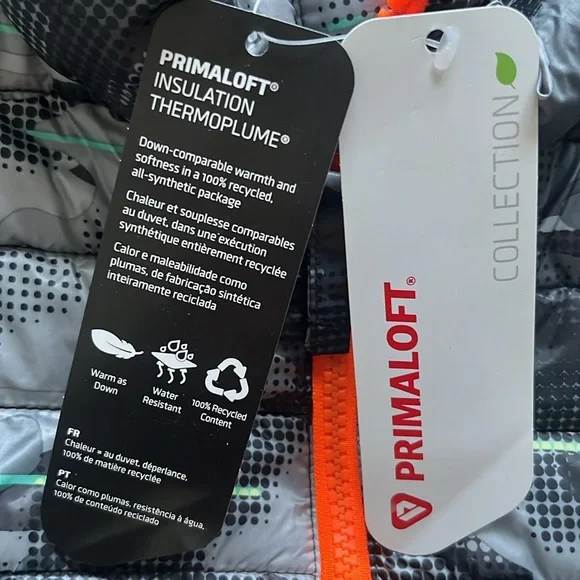 PRIMALOFT®
INSULATION
THERMOPLUME®
Down-comparable warmth and
softness in a 100% recycled,
all-synthetic package
Chaleur et souplesse comparables
au duvet, dans une exécution
synthétique entièrement recyclée
Calor e maleabilidade como
plumas, de fabricação sintética
inteiramente reciclada
Warm as
Down
Water
Resistant
100% Recycled
Content
FR
Chaleur = au duvet, déperlance,
100% de matière recyclée
PT
Calor como plumas, resistência à água,
100% de conteúdo reciclado
PRIMALOFT®
COLLECTION